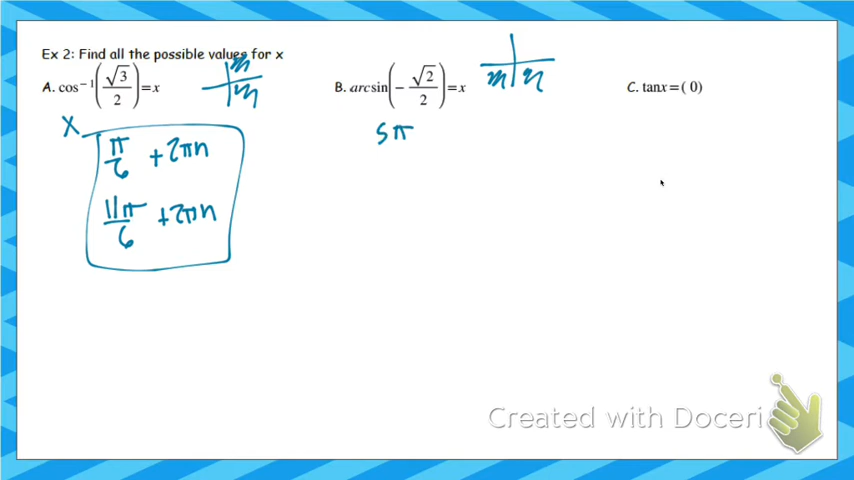 Ex 2: Find all the possible values for x
A. cos⁻¹(√3/2)=x
B. arcsin(-√2/2)=x
C. tanx=( 0)
x
π/6 +2πn
11π/6 +2πn
5π
Created with Doceri